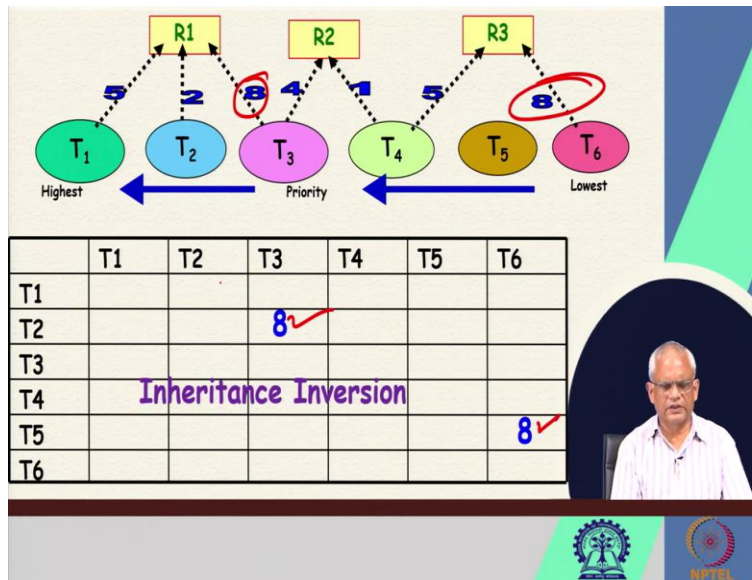 R1 R2 R3
5 2 8 4 1 5 8
T1 T2 T3 T4 T5 T6
Highest Priority Lowest
T1 T2 T3 T4 T5 T6
T1
T2 8
T3
T4
Inheritance Inversion
T5 8
T6
NPTEL